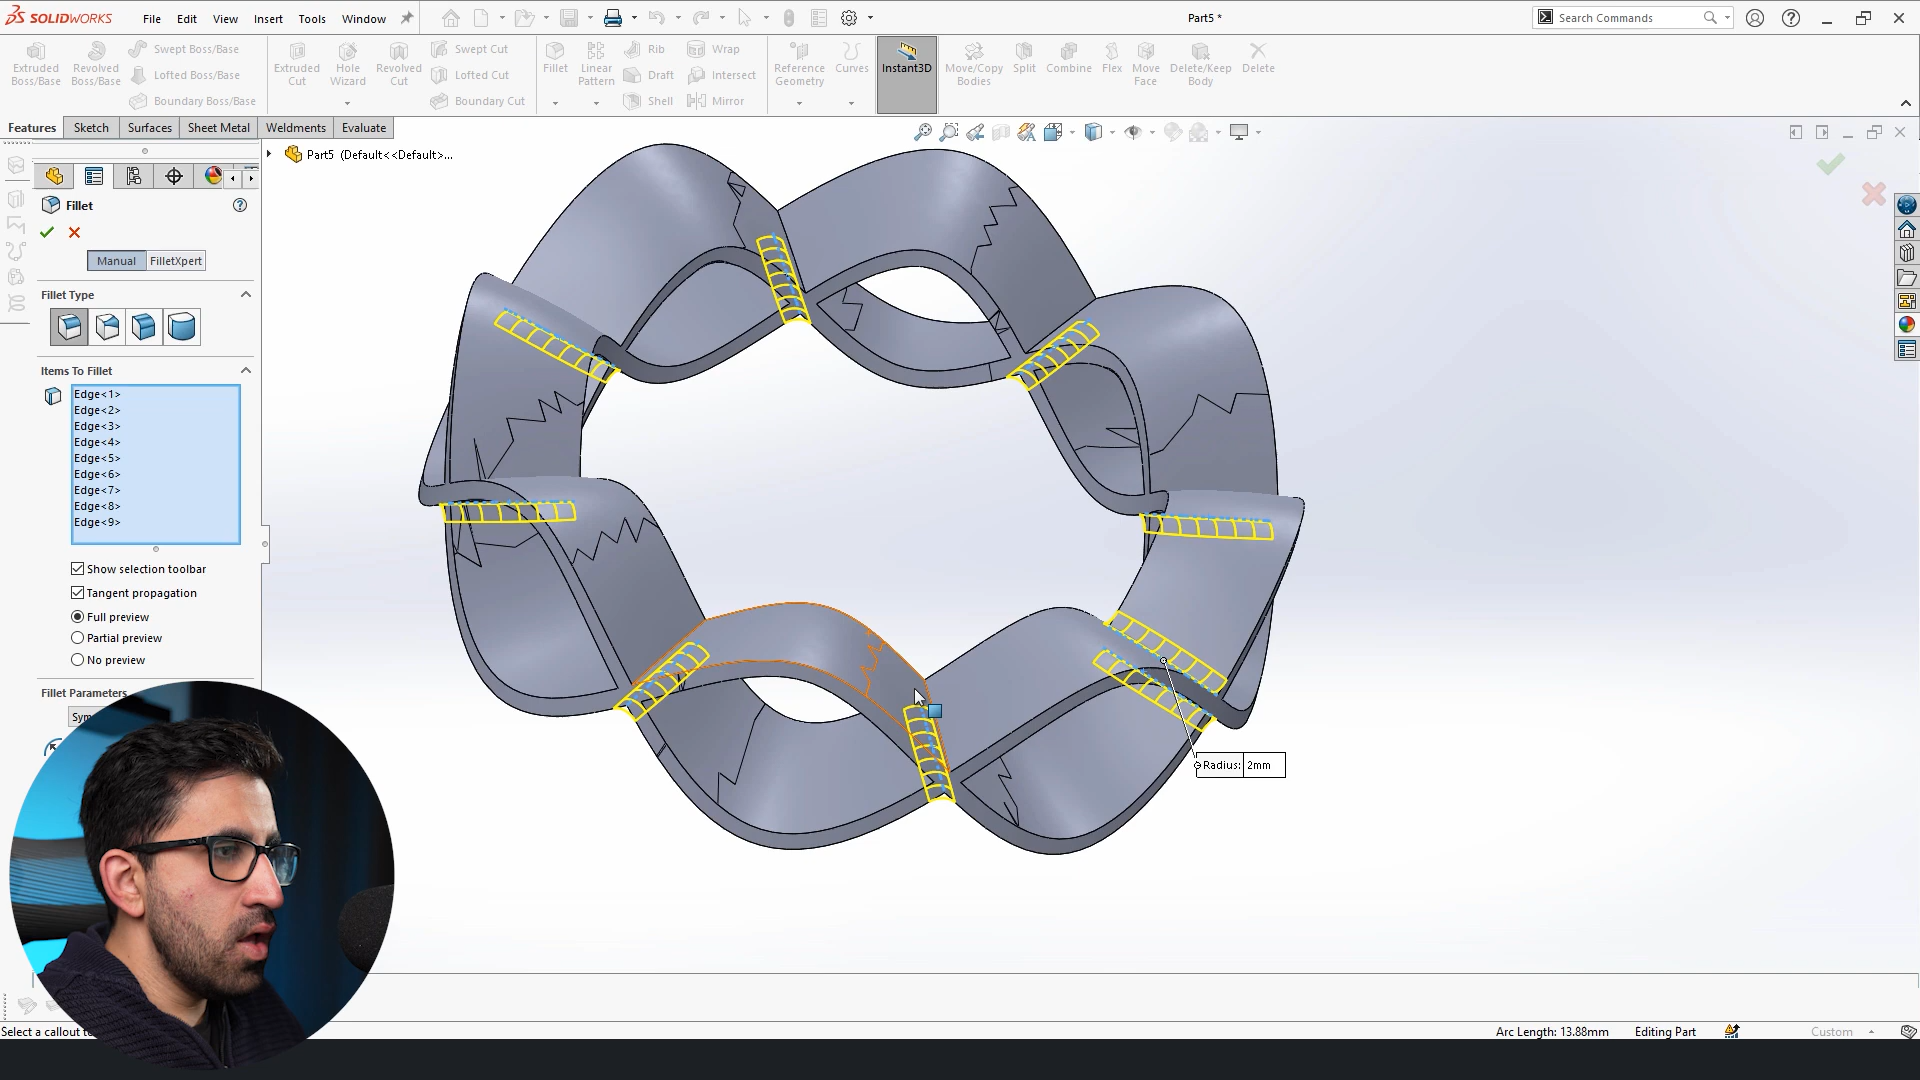 SOLIDWORKS
File
Edit
View
Insert
Tools
Window
Part5 *
Search Commands
Extruded Boss/Base
Revolved Boss/Base
Swept Boss/Base
Lofted Boss/Base
Boundary Boss/Base
Extruded Cut
Hole Wizard
Revolved Cut
Swept Cut
Lofted Cut
Boundary Cut
Fillet
Linear Pattern
Rib
Draft
Shell
Wrap
Intersect
Mirror
Reference Geometry
Curves
Instant3D
Move/Copy Bodies
Split
Combine
Flex
Move Face
Delete/Keep Body
Delete
Features
Sketch
Surfaces
Sheet Metal
Weldments
Evaluate
Part5 (Default<<Default>...
Fillet
Manual
FilletXpert
Fillet Type
Items To Fillet
Edge<1>
Edge<2>
Edge<3>
Edge<4>
Edge<5>
Edge<6>
Edge<7>
Edge<8>
Edge<9>
Show selection toolbar
Tangent propagation
Full preview
Partial preview
No preview
Fillet Parameters
Radius: 2mm
Select a callout
Arc Length: 13.88mm
Editing Part
Custom